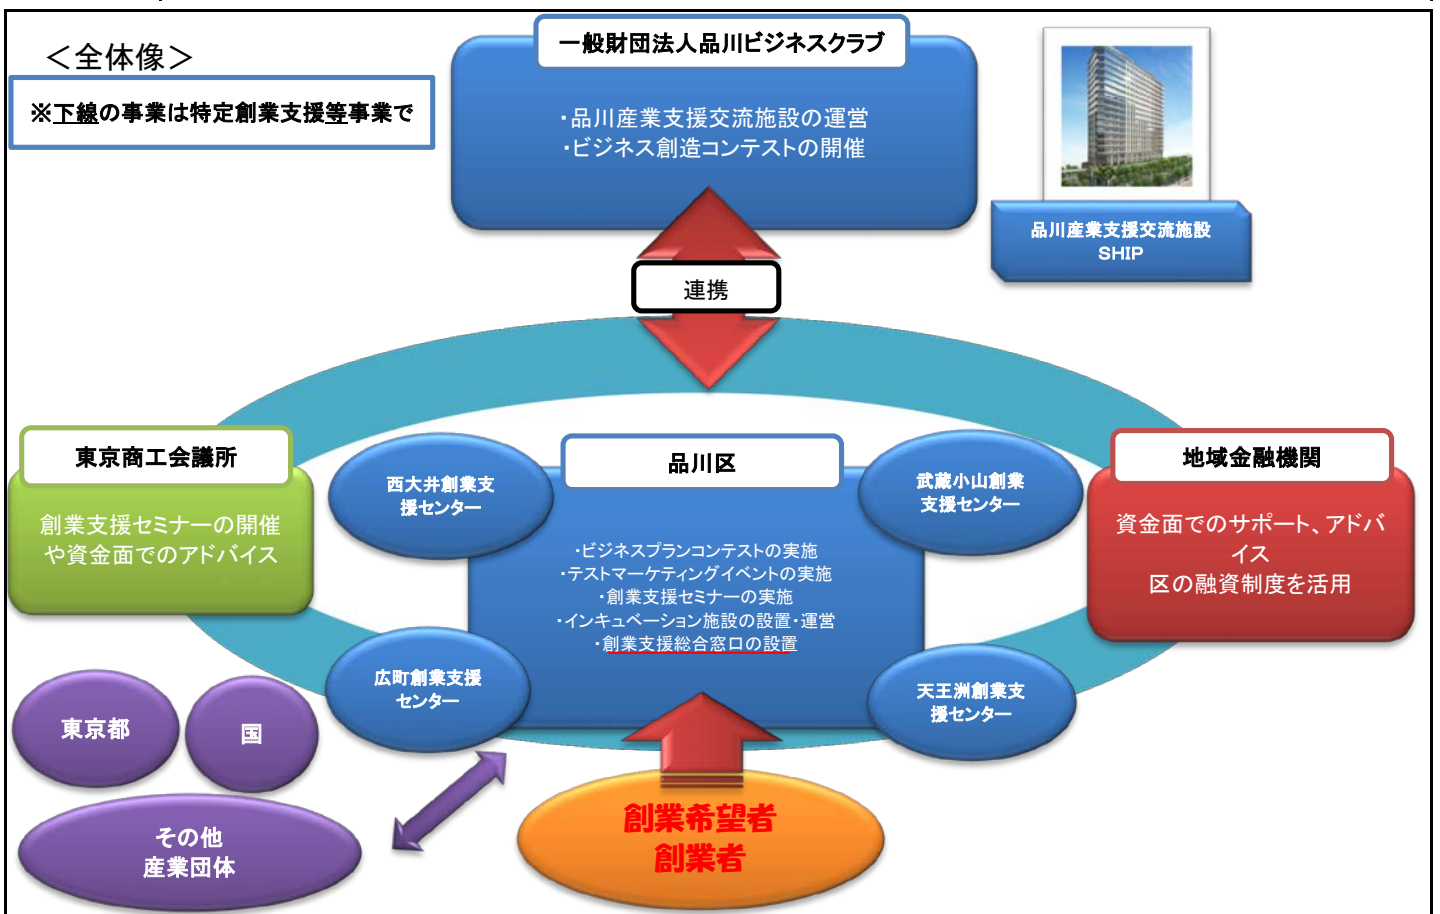 ＜全体像＞
※下線の事業は特定創業支援等事業で
一般財団法人品川ビジネスクラブ
・品川産業支援交流施設の運営
・ビジネス創造コンテストの開催
品川産業支援交流施設
SHIP
連携
東京商工会議所
創業支援セミナーの開催
や資金面でのアドバイス
西大井創業支
援センター
品川区
・ビジネスプランコンテストの実施
・テストマーケティングイベントの実施
・創業支援セミナーの実施
・インキュベーション施設の設置・運営
・創業支援総合窓口の設置
武蔵小山創業
支援センター
地域金融機関
資金面でのサポート、アドバ
イス
区の融資制度を活用
広町創業支援
センター
天王洲創業支
援センター
東京都
国
その他
産業団体
創業希望者
創業者